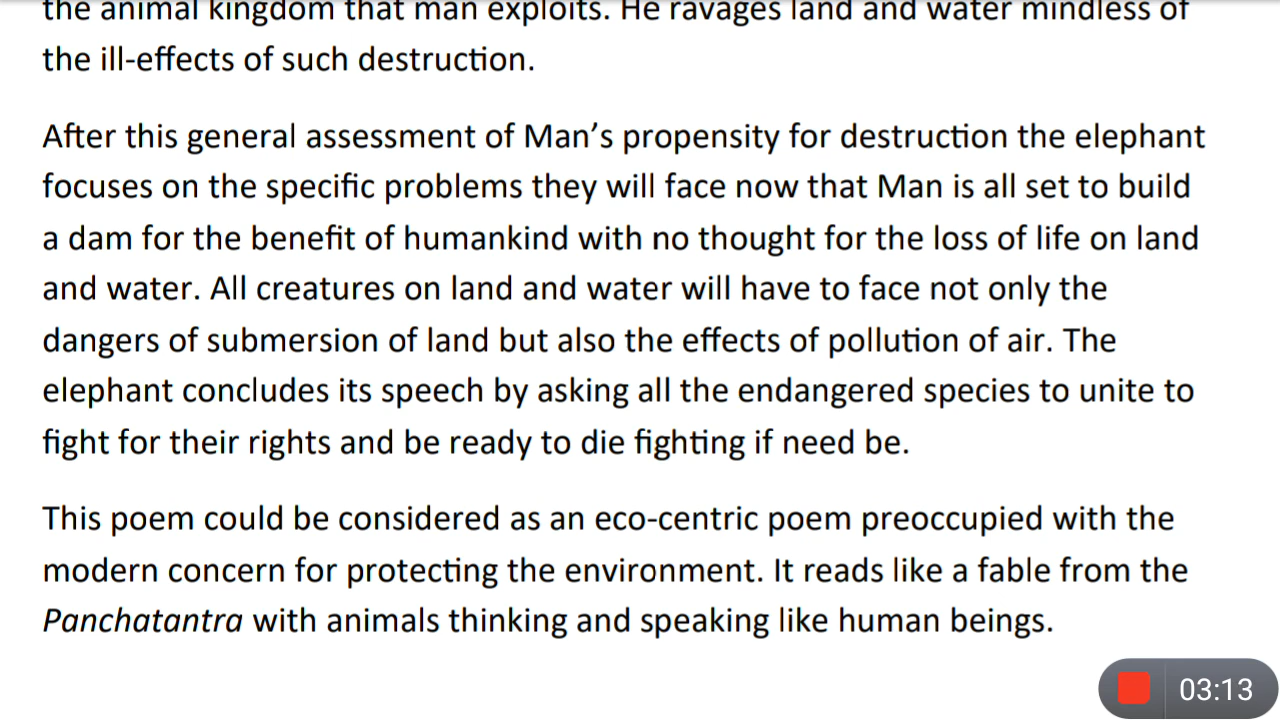 the animal kingdom that man exploits. He ravages land and water mindless of
the ill-effects of such destruction.
After this general assessment of Man’s propensity for destruction the elephant
focuses on the specific problems they will face now that Man is all set to build
a dam for the benefit of humankind with no thought for the loss of life on land
and water. All creatures on land and water will have to face not only the
dangers of submersion of land but also the effects of pollution of air. The
elephant concludes its speech by asking all the endangered species to unite to
fight for their rights and be ready to die fighting if need be.
This poem could be considered as an eco-centric poem preoccupied with the
modern concern for protecting the environment. It reads like a fable from the
Panchatantra with animals thinking and speaking like human beings.
03:13